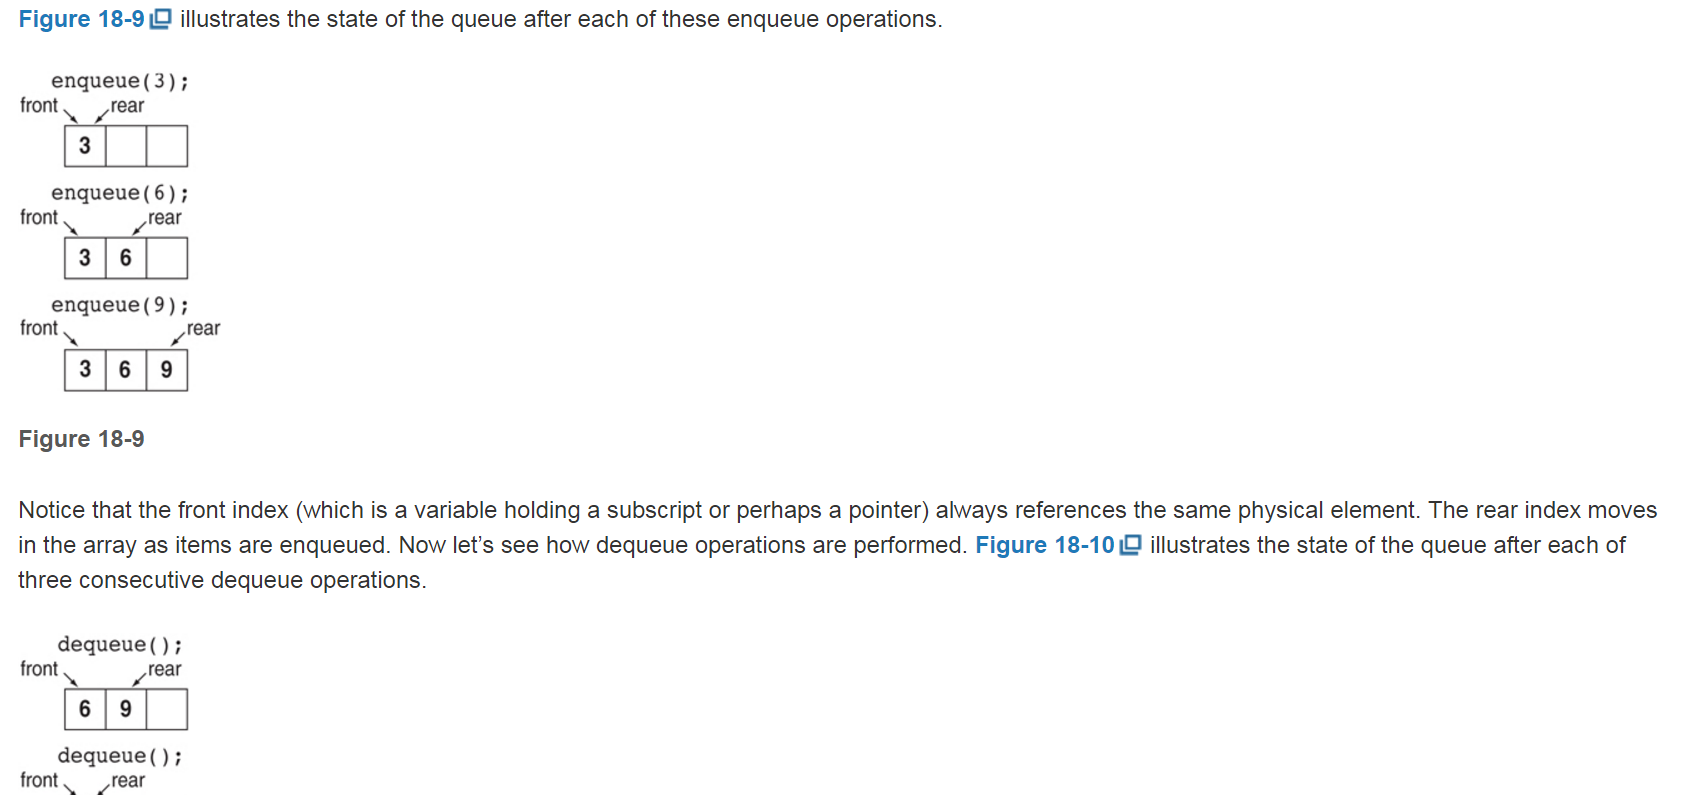 Figure 18-9 illustrates the state of the queue after each of these enqueue operations.
enqueue(3);
front rear
3
enqueue(6);
front rear
3 6
enqueue(9);
front rear
3 6 9
Figure 18-9
Notice that the front index (which is a variable holding a subscript or perhaps a pointer) always references the same physical element. The rear index moves
in the array as items are enqueued. Now let’s see how dequeue operations are performed. Figure 18-10 illustrates the state of the queue after each of
three consecutive dequeue operations.
dequeue();
front rear
6 9
dequeue();
front rear